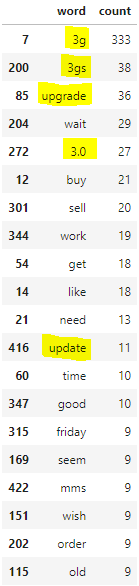 word count
7 3g 333
200 3gs 38
85 upgrade 36
204 wait 29
272 3.0 27
12 buy 21
301 sell 20
344 work 19
54 get 18
14 like 18
21 need 13
416 update 11
60 time 10
347 good 10
315 friday 9
169 seem 9
422 mms 9
151 wish 9
202 order 9
115 old 9